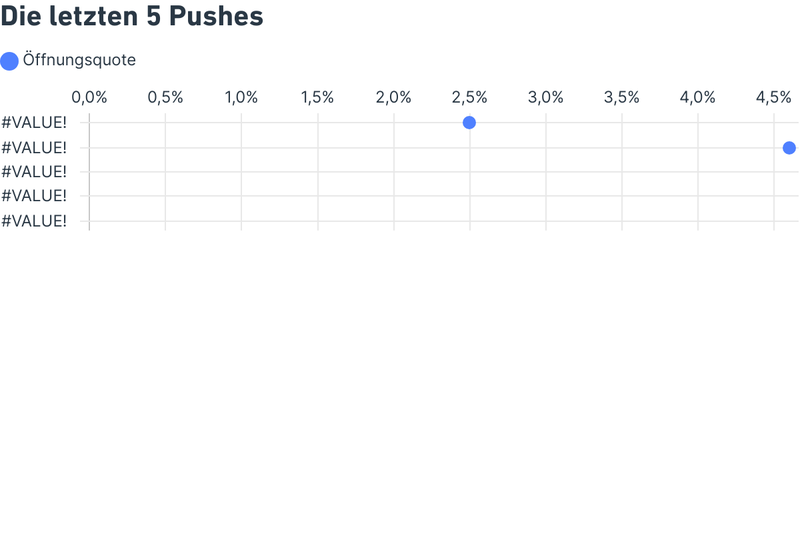 Die letzten 5 Pushes
Öffnungsquote
0,0% 0,5% 1,0% 1,5% 2,0% 2,5% 3,0% 3,5% 4,0% 4,5%
#VALUE!
#VALUE!
#VALUE!
#VALUE!
#VALUE!